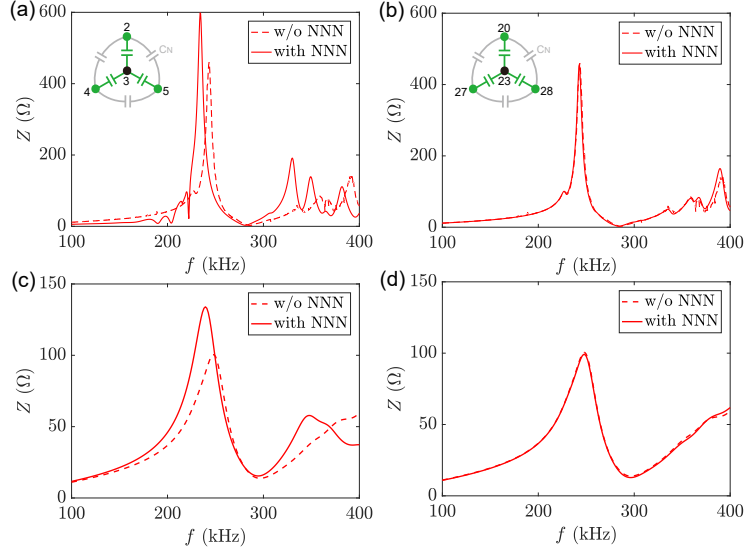 (a)
600
400
200
0
Z (Ω)
2
C_N
3
4
5
w/o NNN
with NNN
100
200
300
400
f (kHz)
(b)
600
400
200
0
Z (Ω)
20
C_N
23
27
28
w/o NNN
with NNN
100
200
300
400
f (kHz)
(c)
150
100
50
0
Z (Ω)
w/o NNN
with NNN
100
200
300
400
f (kHz)
(d)
150
100
50
0
Z (Ω)
w/o NNN
with NNN
100
200
300
400
f (kHz)